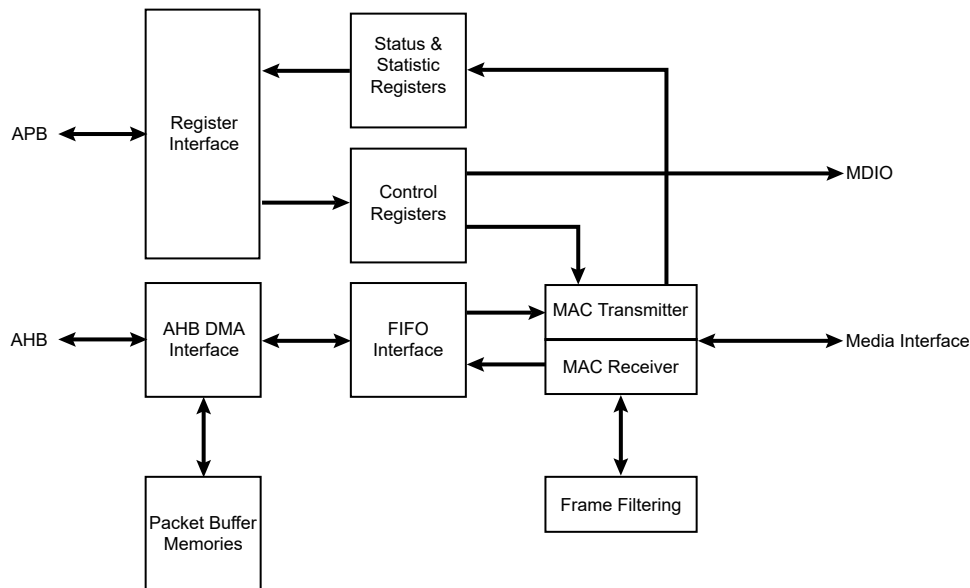 Status &
Statistic
Registers
APB
Register
Interface
MDIO
Control
Registers
MAC Transmitter
AHB
AHB DMA
Interface
FIFO
Interface
Media Interface
MAC Receiver
Frame Filtering
Packet Buffer
Memories